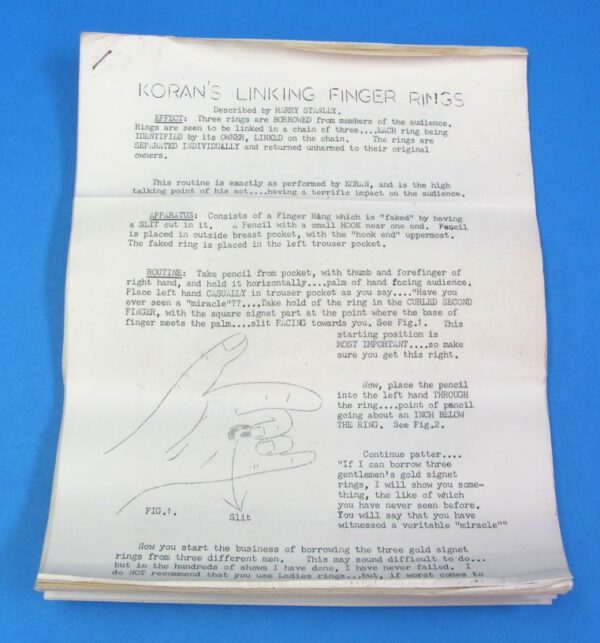 KORAN'S LINKING FINGER RINGS
Described by HARRY STANLEY.
EFFECT: Three rings are BORROWED from members of the audience.
Rings are seen to be linked in a chain of three....EACH ring being
IDENTIFIED by its OWNER, LINKED on the chain. The rings are
SEPARATED INDIVIDUALLY and returned unharmed to their original
owners.
This routine is exactly as performed by KORAN, and is the high
talking point of his act....having a terrific impact on the audience.
APPARATUS: Consists of a Finger Ring which is "faked" by having
a SLIT cut in it. A Pencil with a small HOOK near one end. Pencil
is placed in outside breast pocket, with the "hook end" uppermost.
The faked ring is placed in the left trouser pocket.
ROUTINE: Take pencil from pocket, with thumb and forefinger of
right hand, and hold it horizontally....palm of hand facing audience.
Place left hand CASUALLY in trouser pocket as you say...."Have you
ever seen a "miracle"??....Take hold of the ring in the CURLED SECOND
FINGER, with the square signet part at the point where the base of
finger meets the palm....slit FACING towards you. See Fig.1. This
starting position is
MOST IMPORTANT....so make
sure you get this right.
Now, place the pencil
into the left hand THROUGH
the ring....point of pencil
going about an INCH BELOW
THE RING. See Fig.2.
Continue patter....
"If I can borrow three
gentlemen's gold signet
rings, I will show you some-
thing, the like of which
you have never seen before.
You will say that you have
witnessed a veritable "miracle""
FIG.1.
Slit
Now you start the business of borrowing the three gold signet
rings from three different men. This may sound difficult to do...
but in the hundreds of shows I have done, I have never failed. I
do NOT recommend that you use Ladies rings...but, if worst comes to